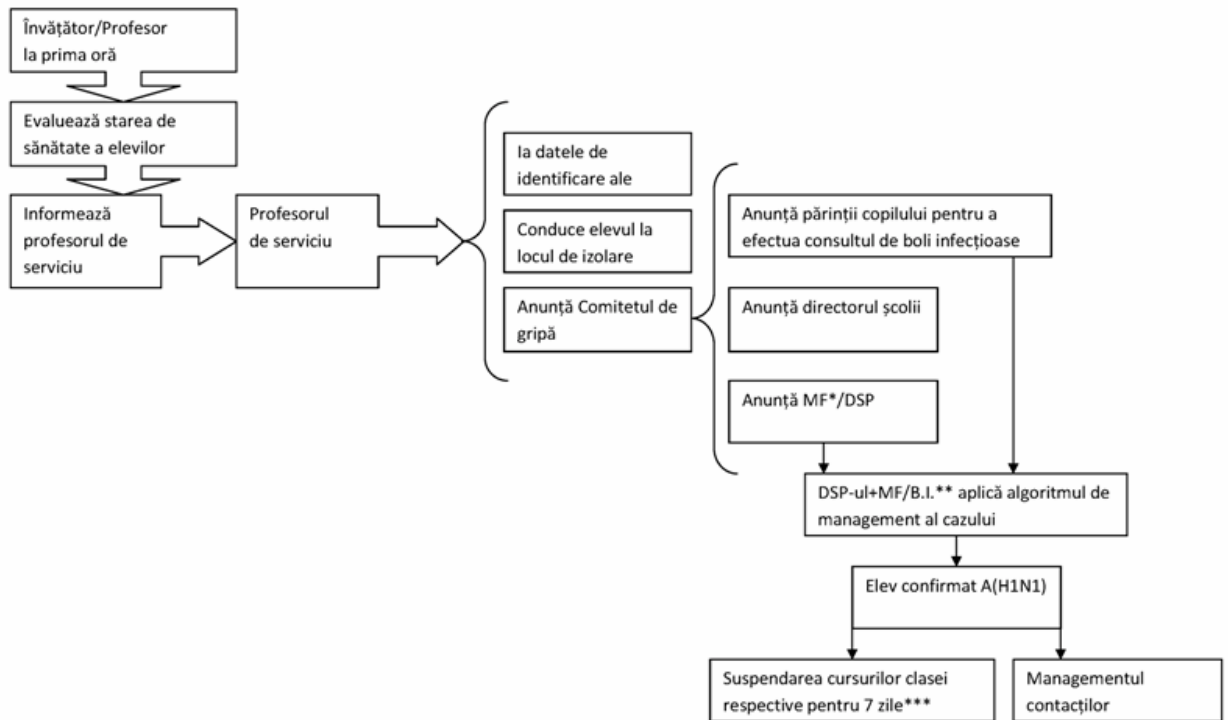 Învățător/Profesor
la prima oră
Evaluează starea de
sănătate a elevilor
Informează
profesorul de
serviciu
Profesorul
de serviciu
Ia datele de
identificare ale
Conduce elevul la
locul de izolare
Anunță Comitetul de
gripă
Anunță părinții copilului pentru a
efectua consultul de boli infecțioase
Anunță directorul școlii
Anunță MF*/DSP
DSP-ul+MF/B.I.** aplică algoritmul de
management al cazului
Elev confirmat A(H1N1)
Suspendarea cursurilor clasei
respective pentru 7 zile***
Managementul
contacților